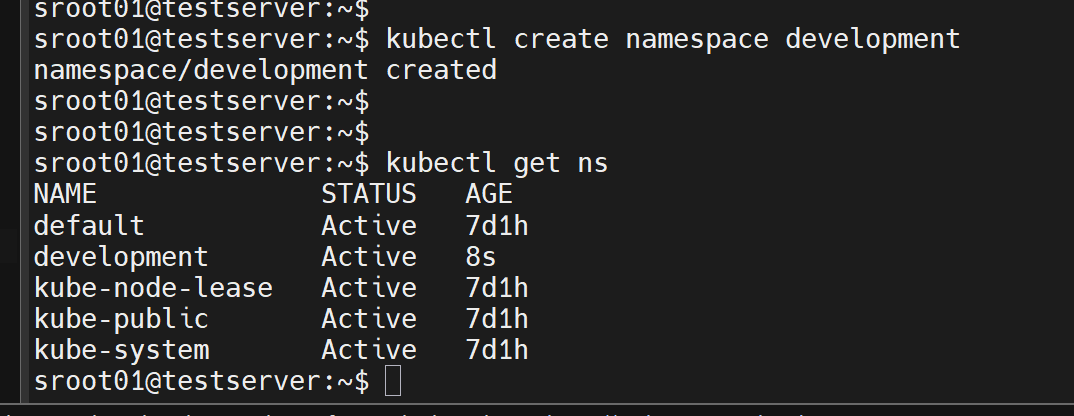 sroot01@testserver:~$
sroot01@testserver:~$ kubectl create namespace development
namespace/development created
sroot01@testserver:~$
sroot01@testserver:~$
sroot01@testserver:~$ kubectl get ns
NAME              STATUS   AGE
default           Active   7d1h
development       Active   8s
kube-node-lease   Active   7d1h
kube-public       Active   7d1h
kube-system       Active   7d1h
sroot01@testserver:~$